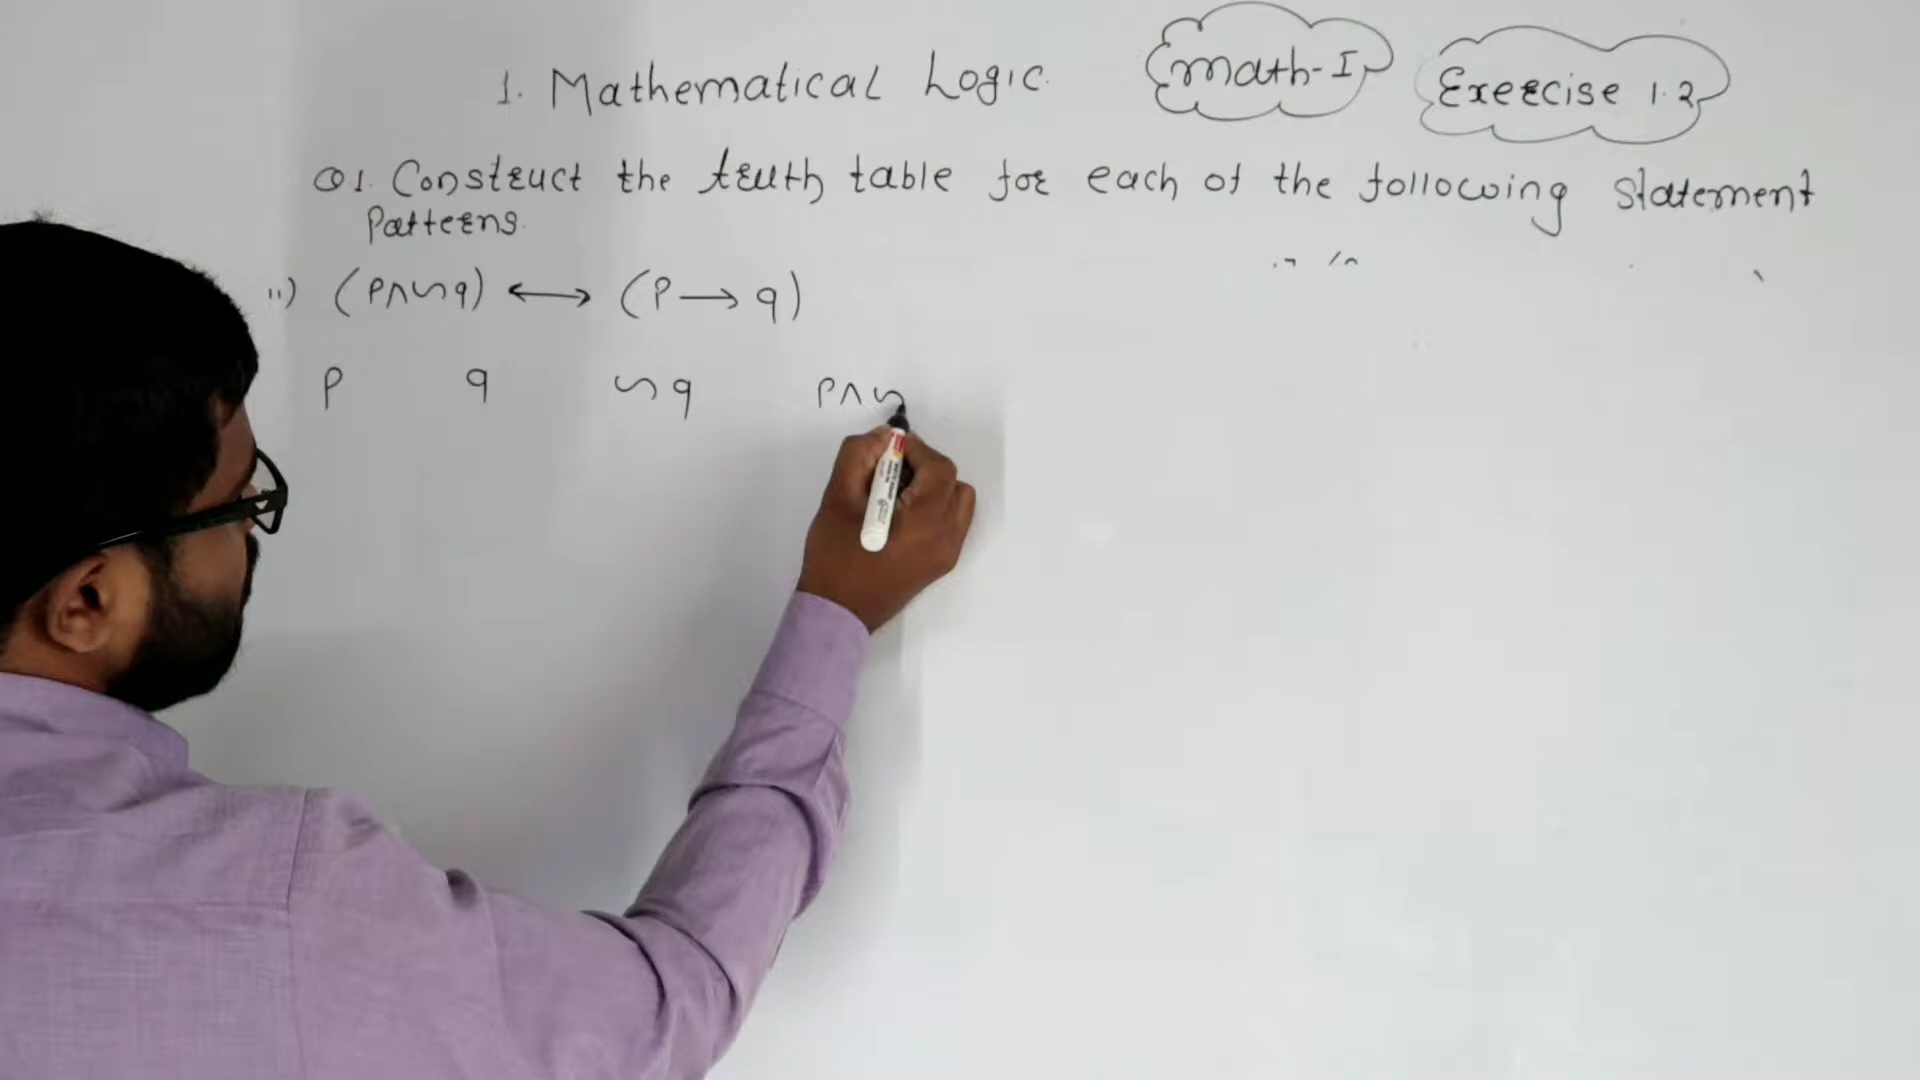 1. Mathematical Logic. Math-I Exercise 1.2
Q1. Construct the truth table for each of the following statement
Patterns.
ii) (p∧∼q) ⟷ (p ⟶ q)
p q ∼q p∧∼